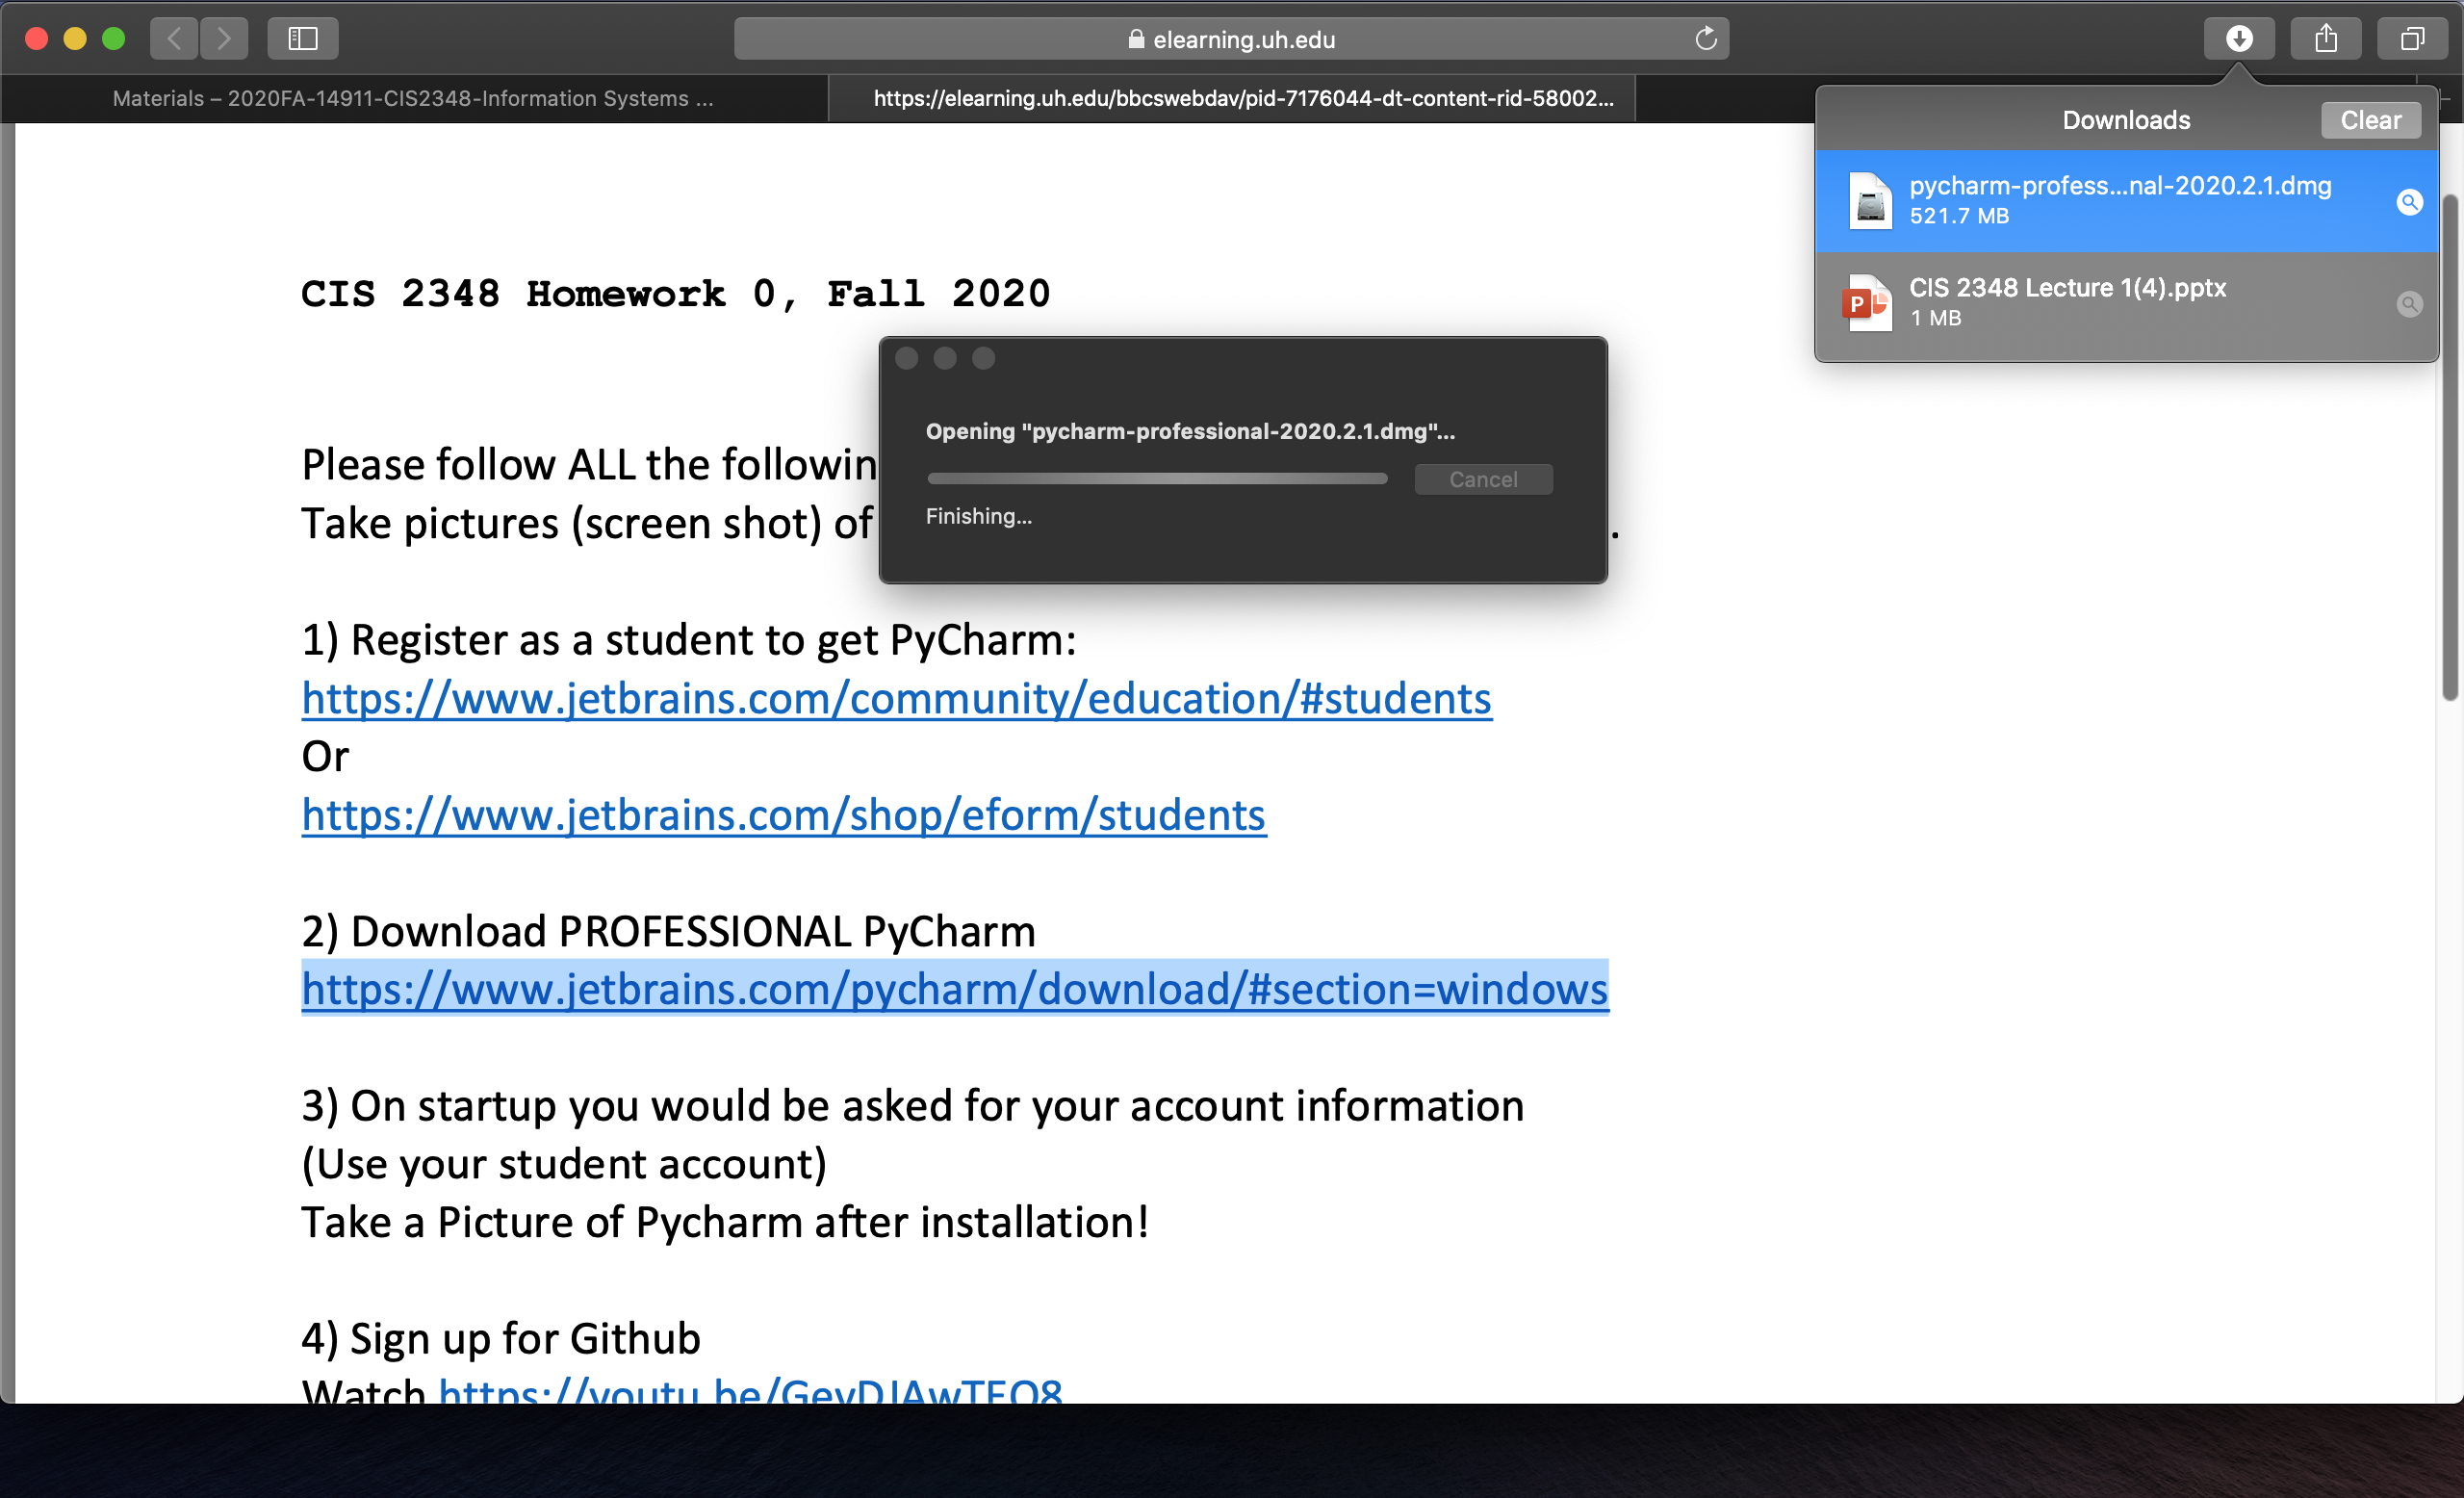 elearning.uh.edu
Materials – 2020FA-14911-CIS2348-Information Systems ...
https://elearning.uh.edu/bbcswebdav/pid-7176044-dt-content-rid-58002...
Downloads
Clear
pycharm-profess...nal-2020.2.1.dmg
521.7 MB
CIS 2348 Lecture 1(4).pptx
1 MB
CIS 2348 Homework 0, Fall 2020
Opening "pycharm-professional-2020.2.1.dmg"...
Cancel
Finishing...
Please follow ALL the followin
Take pictures (screen shot) of .
1) Register as a student to get PyCharm:
https://www.jetbrains.com/community/education/#students
Or
https://www.jetbrains.com/shop/eform/students
2) Download PROFESSIONAL PyCharm
https://www.jetbrains.com/pycharm/download/#section=windows
3) On startup you would be asked for your account information
(Use your student account)
Take a Picture of Pycharm after installation!
4) Sign up for Github
Watch